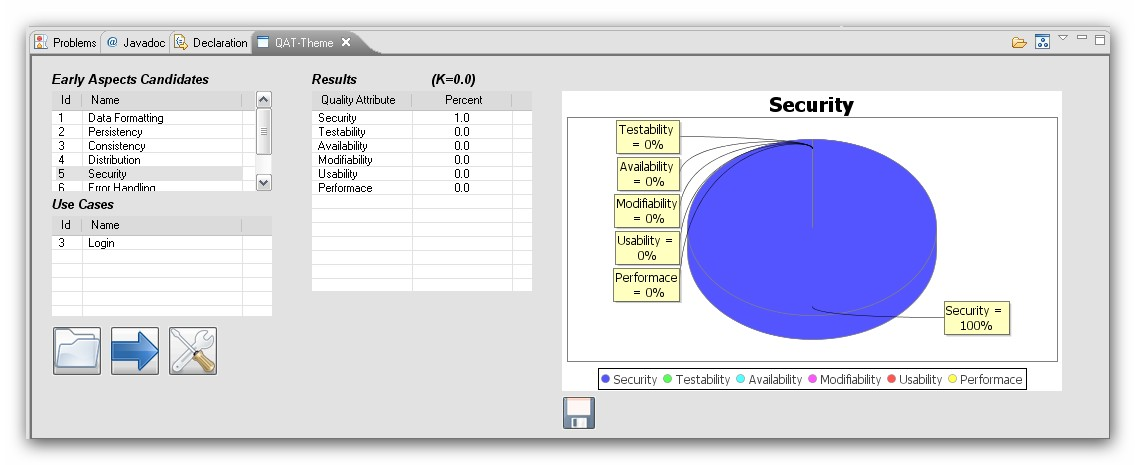 Problems @ Javadoc Declaration QAT-Theme
Early Aspects Candidates
Id Name
1 Data Formatting
2 Persistency
3 Consistency
4 Distribution
5 Security
6 Error Handling
Use Cases
Id Name
3 Login
Results (K=0.0)
Quality Attribute Percent
Security 1.0
Testability 0.0
Availability 0.0
Modifiability 0.0
Usability 0.0
Performace 0.0
Security
Testability
= 0%
Availability
= 0%
Modifiability
= 0%
Usability =
0%
Performace
= 0%
Security =
100%
Security Testability Availability Modifiability Usability Performace